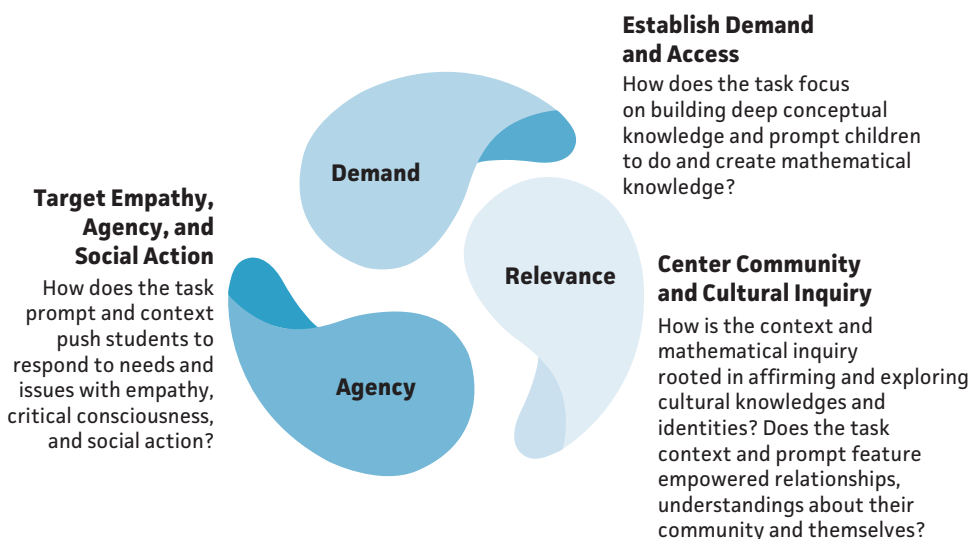 Establish Demand
and Access
How does the task focus
on building deep conceptual
knowledge and prompt children
to do and create mathematical
knowledge?
Demand
Target Empathy,
Agency, and
Social Action
How does the task
prompt and context
push students to
respond to needs and
issues with empathy,
critical consciousness,
and social action?
Relevance
Center Community
and Cultural Inquiry
How is the context and
mathematical inquiry
rooted in affirming and exploring
cultural knowledges and
identities? Does the task
context and prompt feature
empowered relationships,
understandings about their
community and themselves?
Agency